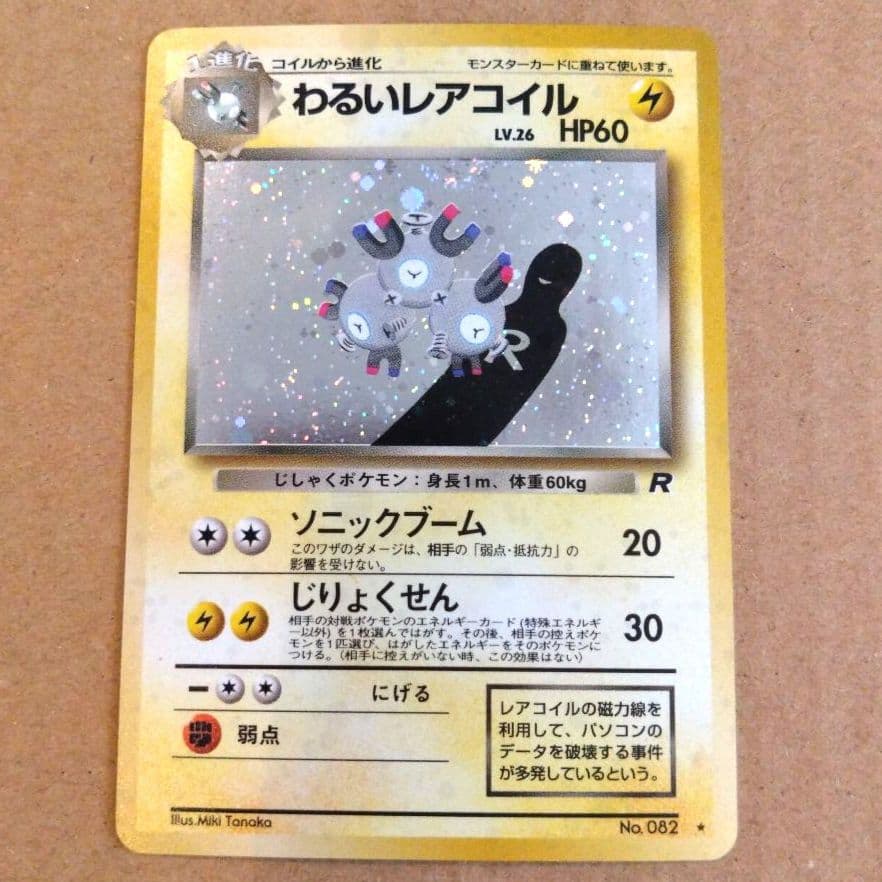 1進化 コイルから進化 モンスターカードに重ねて使います。
わるいレアコイル
LV.26 HP60
R
じしゃくポケモン：身長1m、体重60kg R
ソニックブーム 20
このワザのダメージは、相手の「弱点・抵抗力」の
影響を受けない。
じりょくせん 30
相手の対戦ポケモンのエネルギーカード(特殊エネルギ
ー以外)を1枚選んではがす。その後、相手の控えポケ
モンを1匹選び、はがしたエネルギーをそのポケモンに
つける。(相手に控えがいない時、この効果はない)
にげる
弱点
レアコイルの磁力線を
利用して、パソコンの
データを破壊する事件
が多発しているという。
Illus.Miki Tanaka No.082 ★